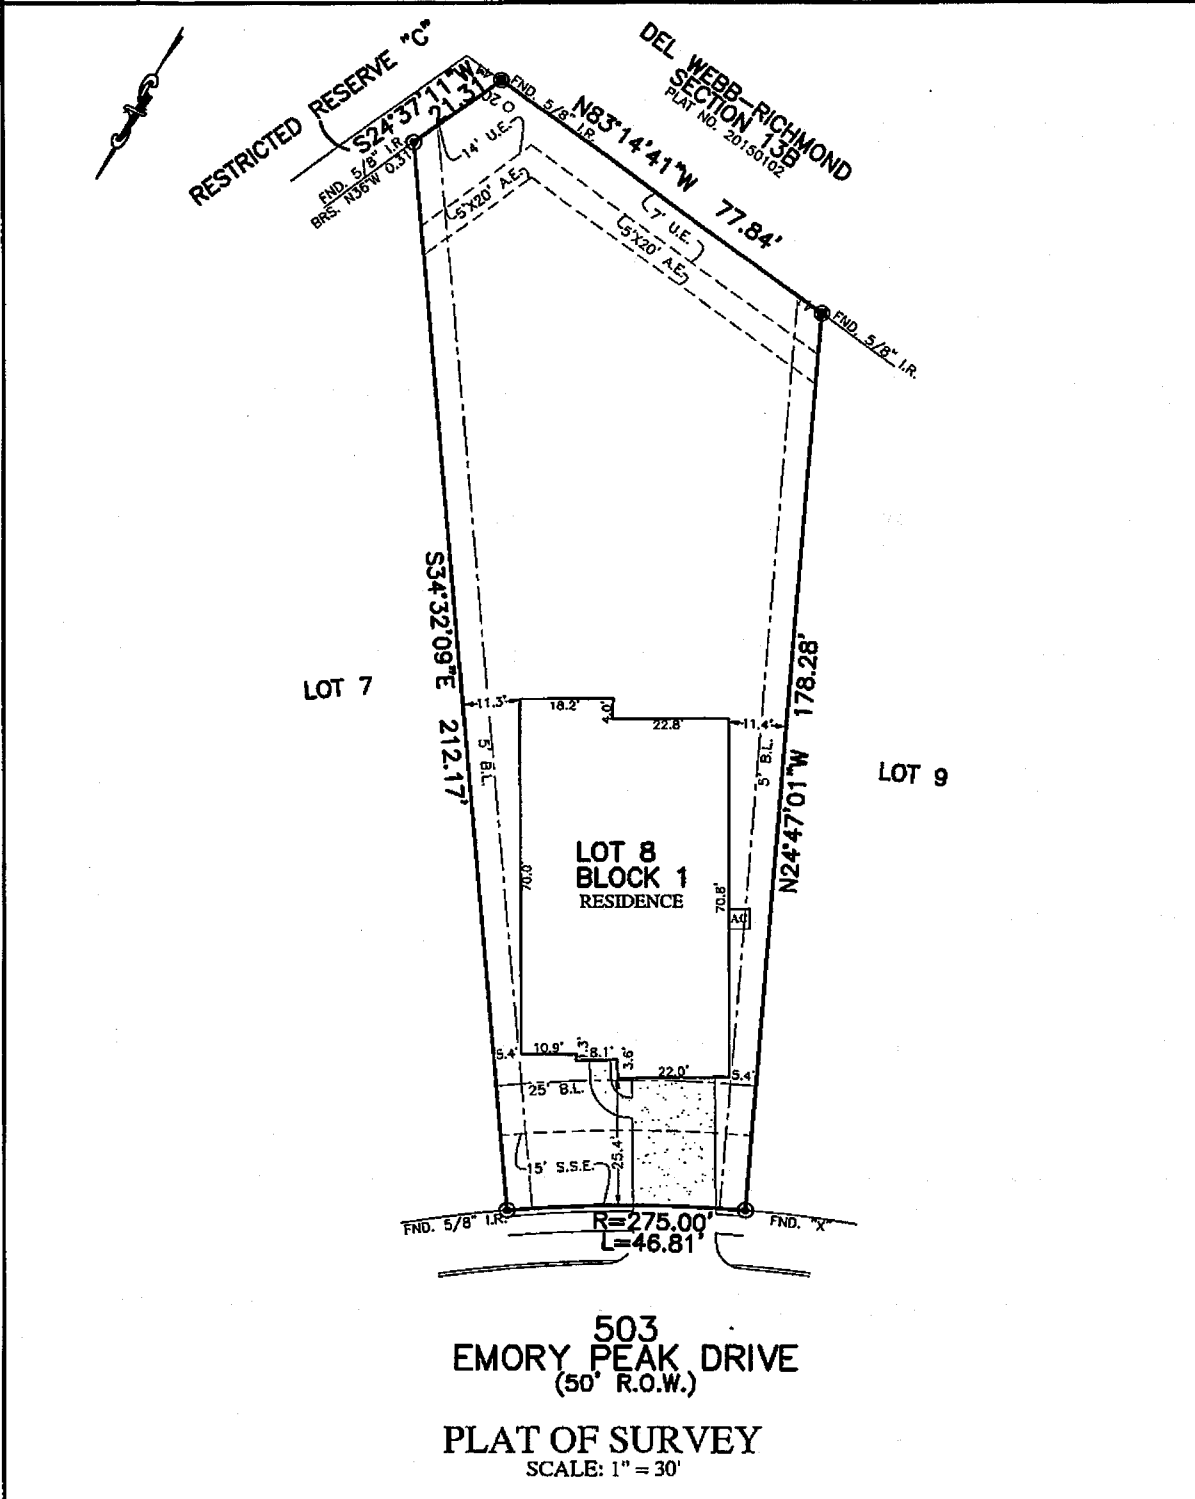 RESTRICTED RESERVE "C"
S24°37'11"W
21.31'
FND. 5/8" I.R.
BRS. N36°W 0.31'
14' U.E.
5'X20' A.E.
FND. 5/8" I.R.
DEL WEBB-RICHMOND
SECTION 13B
PLAT NO. 20150102
N83°14'41"W 77.84'
7' U.E.
5'X20' A.E.
FND. 5/8" I.R.
S34°32'09"E 212.17'
LOT 7
5' B.L.
11.3'
18.2'
4.0'
22.8'
11.4'
5' B.L.
N24°47'01"W 178.28'
LOT 9
LOT 8
BLOCK 1
RESIDENCE
70.0'
70.8'
AC
5.4'
10.9'
8.1'
3.6'
22.0'
5.4'
25' B.L.
25.4'
15' S.S.E.
FND. 5/8" I.R.
R=275.00'
L=46.81'
FND. "X"
503
EMORY PEAK DRIVE
(50' R.O.W.)
PLAT OF SURVEY
SCALE: 1" = 30'